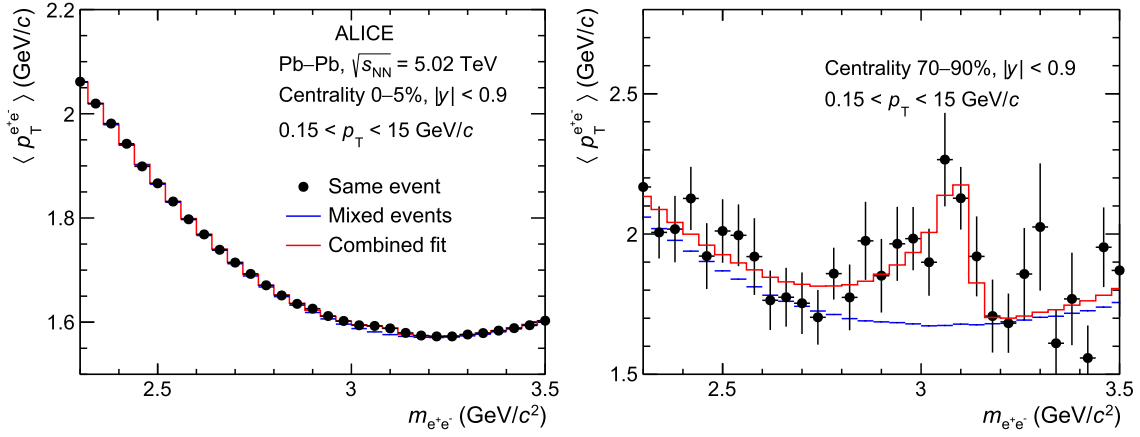 ⟨ p_T^{e⁺e⁻} ⟩ (GeV/c)
2.2
2
1.8
1.6
ALICE
Pb–Pb, √s_NN = 5.02 TeV
Centrality 0–5%, |y| < 0.9
0.15 < p_T < 15 GeV/c
Same event
Mixed events
Combined fit
2.5 3 3.5
m_{e⁺e⁻} (GeV/c²)
⟨ p_T^{e⁺e⁻} ⟩ (GeV/c)
2.5
2
1.5
Centrality 70–90%, |y| < 0.9
0.15 < p_T < 15 GeV/c
2.5 3 3.5
m_{e⁺e⁻} (GeV/c²)